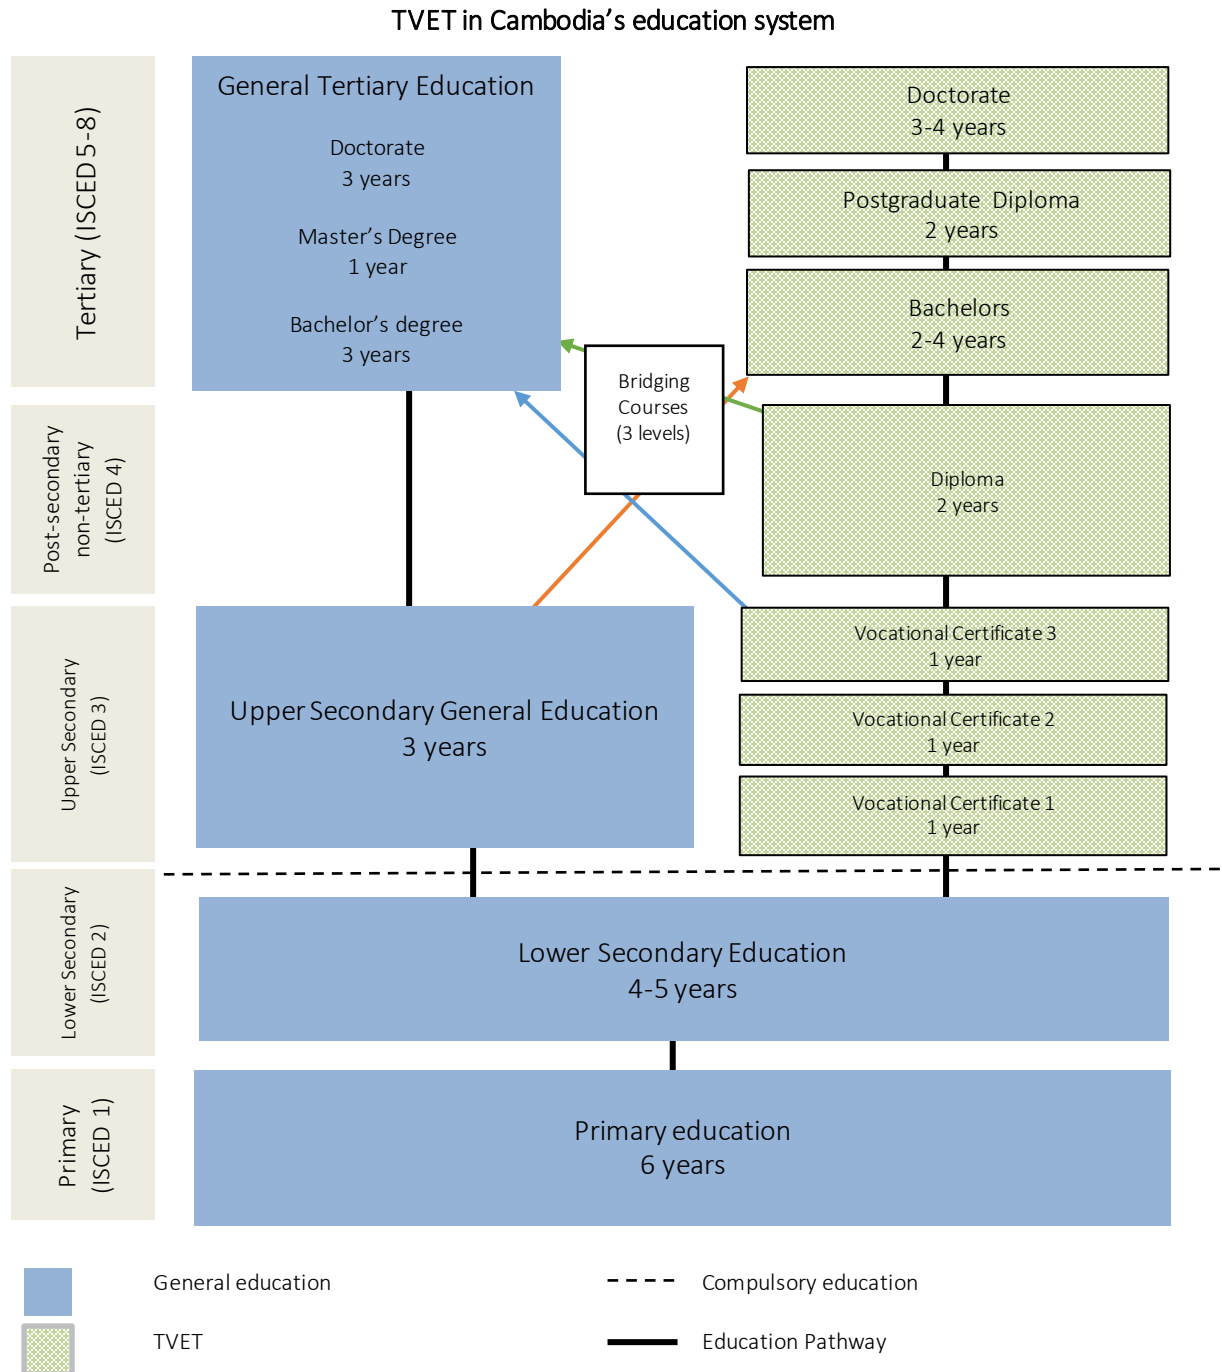 TVET in Cambodia’s education system
Tertiary (ISCED 5-8)
General Tertiary Education
Doctorate
3 years
Master’s Degree
1 year
Bachelor’s degree
3 years
Doctorate
3-4 years
Postgraduate Diploma
2 years
Bachelors
2-4 years
Bridging
Courses
(3 levels)
Post-secondary
non-tertiary
(ISCED 4)
Diploma
2 years
Upper Secondary
(ISCED 3)
Upper Secondary General Education
3 years
Vocational Certificate 3
1 year
Vocational Certificate 2
1 year
Vocational Certificate 1
1 year
Lower Secondary
(ISCED 2)
Lower Secondary Education
4-5 years
Primary
(ISCED 1)
Primary education
6 years
General education
Compulsory education
TVET
Education Pathway